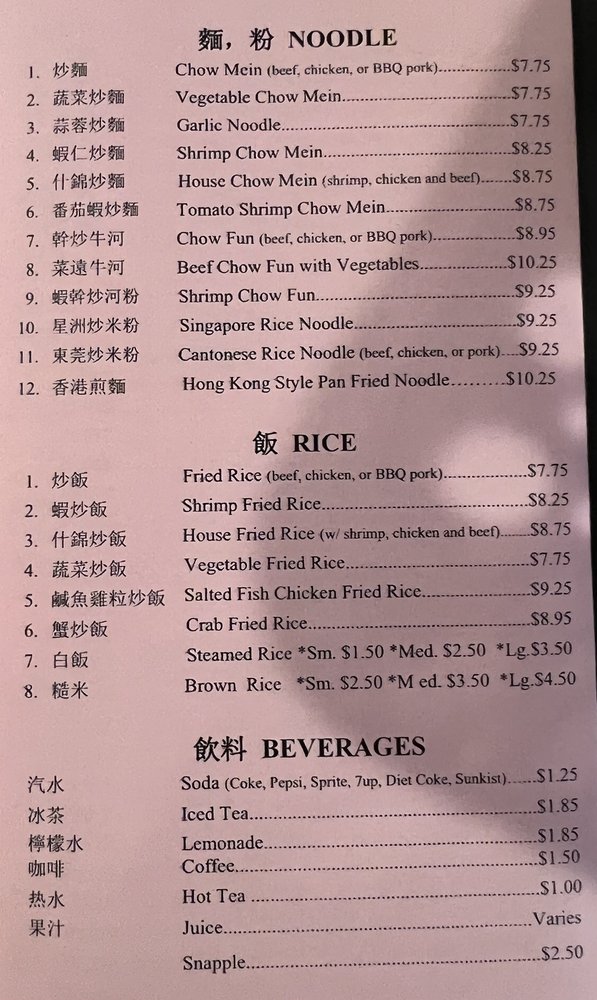 麵，粉 NOODLE
1. 炒麵 Chow Mein (beef, chicken, or BBQ pork)........................$7.75
2. 蔬菜炒麵 Vegetable Chow Mein........................$7.75
3. 蒜蓉炒麵 Garlic Noodle........................$7.75
4. 蝦仁炒麵 Shrimp Chow Mein........................$8.25
5. 什錦炒麵 House Chow Mein (shrimp, chicken and beef).......$8.75
6. 番茄蝦炒麵 Tomato Shrimp Chow Mein........................$8.75
7. 幹炒牛河 Chow Fun (beef, chicken, or BBQ pork)........................$8.95
8. 菜遠牛河 Beef Chow Fun with Vegetables........................$10.25
9. 蝦幹炒河粉 Shrimp Chow Fun........................$9.25
10. 星洲炒米粉 Singapore Rice Noodle........................$9.25
11. 東莞炒米粉 Cantonese Rice Noodle (beef, chicken, or pork)....$9.25
12. 香港煎麵 Hong Kong Style Pan Fried Noodle.........$10.25
飯 RICE
1. 炒飯 Fried Rice (beef, chicken, or BBQ pork)........................$7.75
2. 蝦炒飯 Shrimp Fried Rice........................$8.25
3. 什錦炒飯 House Fried Rice (w/ shrimp, chicken and beef).......$8.75
4. 蔬菜炒飯 Vegetable Fried Rice........................$7.75
5. 鹹魚雞粒炒飯 Salted Fish Chicken Fried Rice........................$9.25
6. 蟹炒飯 Crab Fried Rice........................$8.95
7. 白飯 Steamed Rice *Sm. $1.50 *Med. $2.50 *Lg.$3.50
8. 糙米 Brown Rice *Sm. $2.50 *M ed. $3.50 *Lg.$4.50
飲料 BEVERAGES
汽水 Soda (Coke, Pepsi, Sprite, 7up, Diet Coke, Sunkist)......$1.25
冰茶 Iced Tea........................$1.85
檸檬水 Lemonade........................$1.85
咖啡 Coffee........................$1.50
热水 Hot Tea ........................$1.00
果汁 Juice........................Varies
Snapple........................$2.50